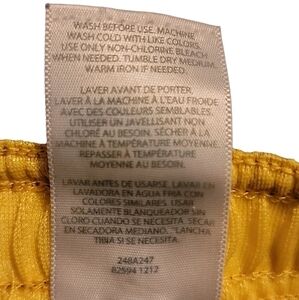 WASH BEFORE USE. MACHINE
WASH COLD WITH LIKE COLORS.
USE ONLY NON-CHLORINE BLEACH
WHEN NEEDED. TUMBLE DRY MEDIUM.
WARM IRON IF NEEDED.
LAVER AVANT DE PORTER.
LAVER À LA MACHINE À L'EAU FROIDE
AVEC DES COULEURS SEMBLABLES.
UTILISER UN JAVELLISANT NON
CHLORÉ AU BESOIN. SÉCHER À LA
MACHINE À TEMPÉRATURE MOYENNE.
REPASSER À TEMPÉRATURE
MOYENNE AU BESOIN.
LAVAR ANTES DE USARSE. LAVAR EN
LAVADORA EN AGUA FRIA CON
COLORES SIMILARES. USAR
SOLAMENTE BLANQUEADOR SIN
CLORO CUANDO SE NECESITE. SECAR
EN SECADORA MEDIANO. PLANCHA
TIBIA SI SE NECESITA.
248A247
82594 1212